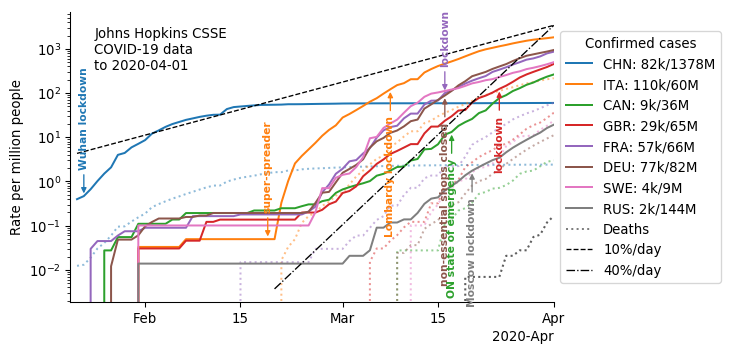 Johns Hopkins CSSE
COVID-19 data
to 2020-04-01
Rate per million people
10³
10²
10¹
10⁰
10⁻¹
10⁻²
Wuhan lockdown
super-spreader
Lombardy lockdown
lockdown
non-essential shops closed
ON state of emergency
Moscow lockdown
lockdown
Feb
15
Mar
15
Apr
2020-Apr
Confirmed cases
CHN: 82k/1378M
ITA: 110k/60M
CAN: 9k/36M
GBR: 29k/65M
FRA: 57k/66M
DEU: 77k/82M
SWE: 4k/9M
RUS: 2k/144M
Deaths
10%/day
40%/day